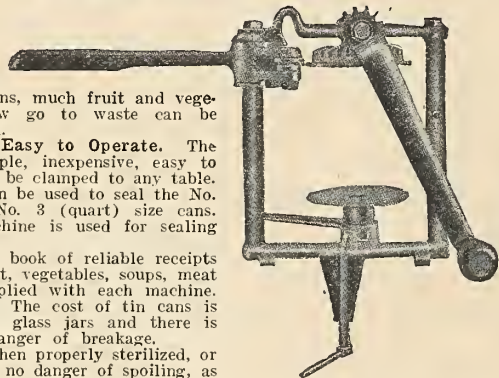 ns, much fruit and vege-
w go to waste can be
Easy to Operate. The
ple, inexpensive, easy to
be clamped to any table.
n be used to seal the No.
No. 3 (quart) size cans.
chine is used for sealing
book of reliable receipts
t, vegetables, soups, meat
plied with each machine.
The cost of tin cans is
glass jars and there is
anger of breakage.
hen properly sterilized, or
no danger of spoiling, as